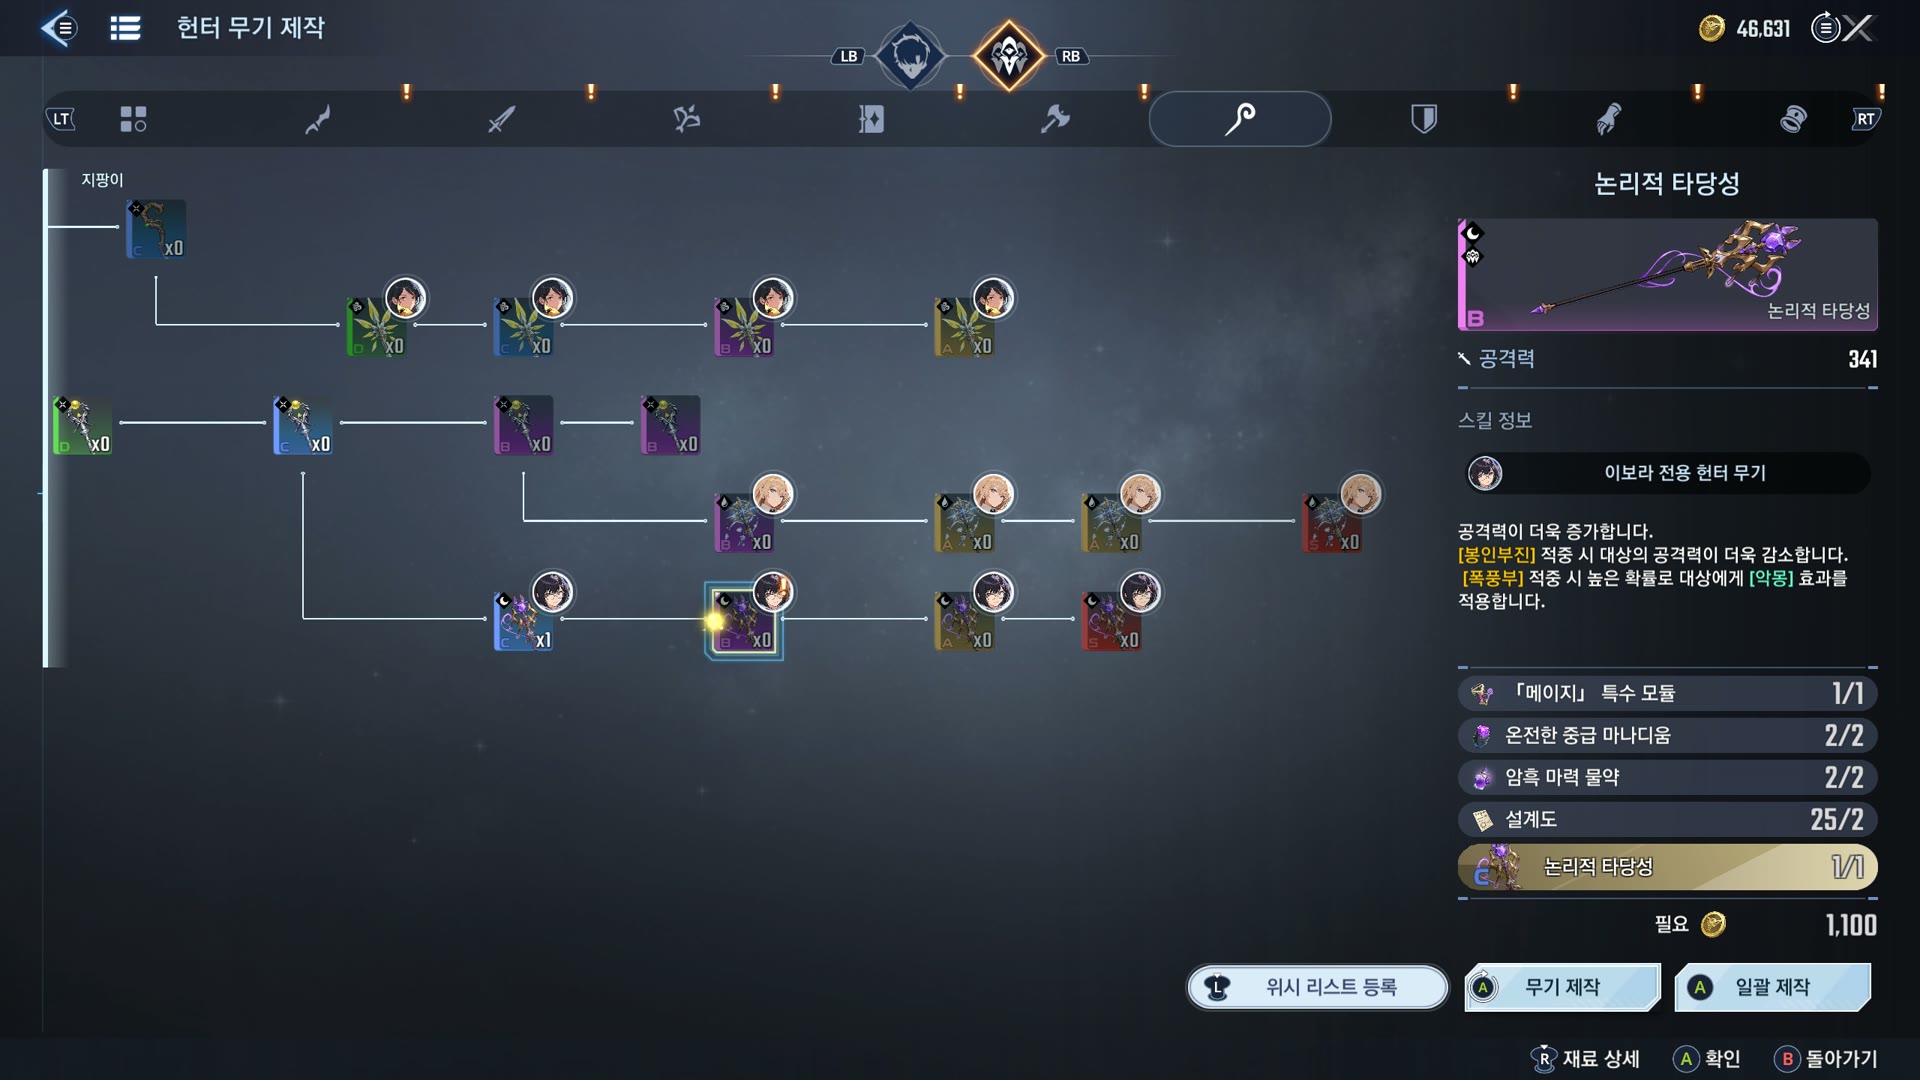 헌터 무기 제작
LB
RB
46,631
LT
RT
지팡이
C x0
D x0
C x0
B x0
A x0
D x0
C x0
B x0
B x0
B x0
A x0
A x0
S x0
C x1
B x0
A x0
S x0
논리적 타당성
B
논리적 타당성
공격력 341
스킬 정보
이보라 전용 헌터 무기
공격력이 더욱 증가합니다.
[봉인부진] 적중 시 대상의 공격력이 더욱 감소합니다.
[폭풍부] 적중 시 높은 확률로 대상에게 [악몽] 효과를
적용합니다.
「메이지」 특수 모듈 1/1
온전한 중급 마나디움 2/2
암흑 마력 물약 2/2
설계도 25/2
C 논리적 타당성 1/1
필요 1,100
L 위시 리스트 등록
A 무기 제작
A 일괄 제작
R 재료 상세
A 확인
B 돌아가기